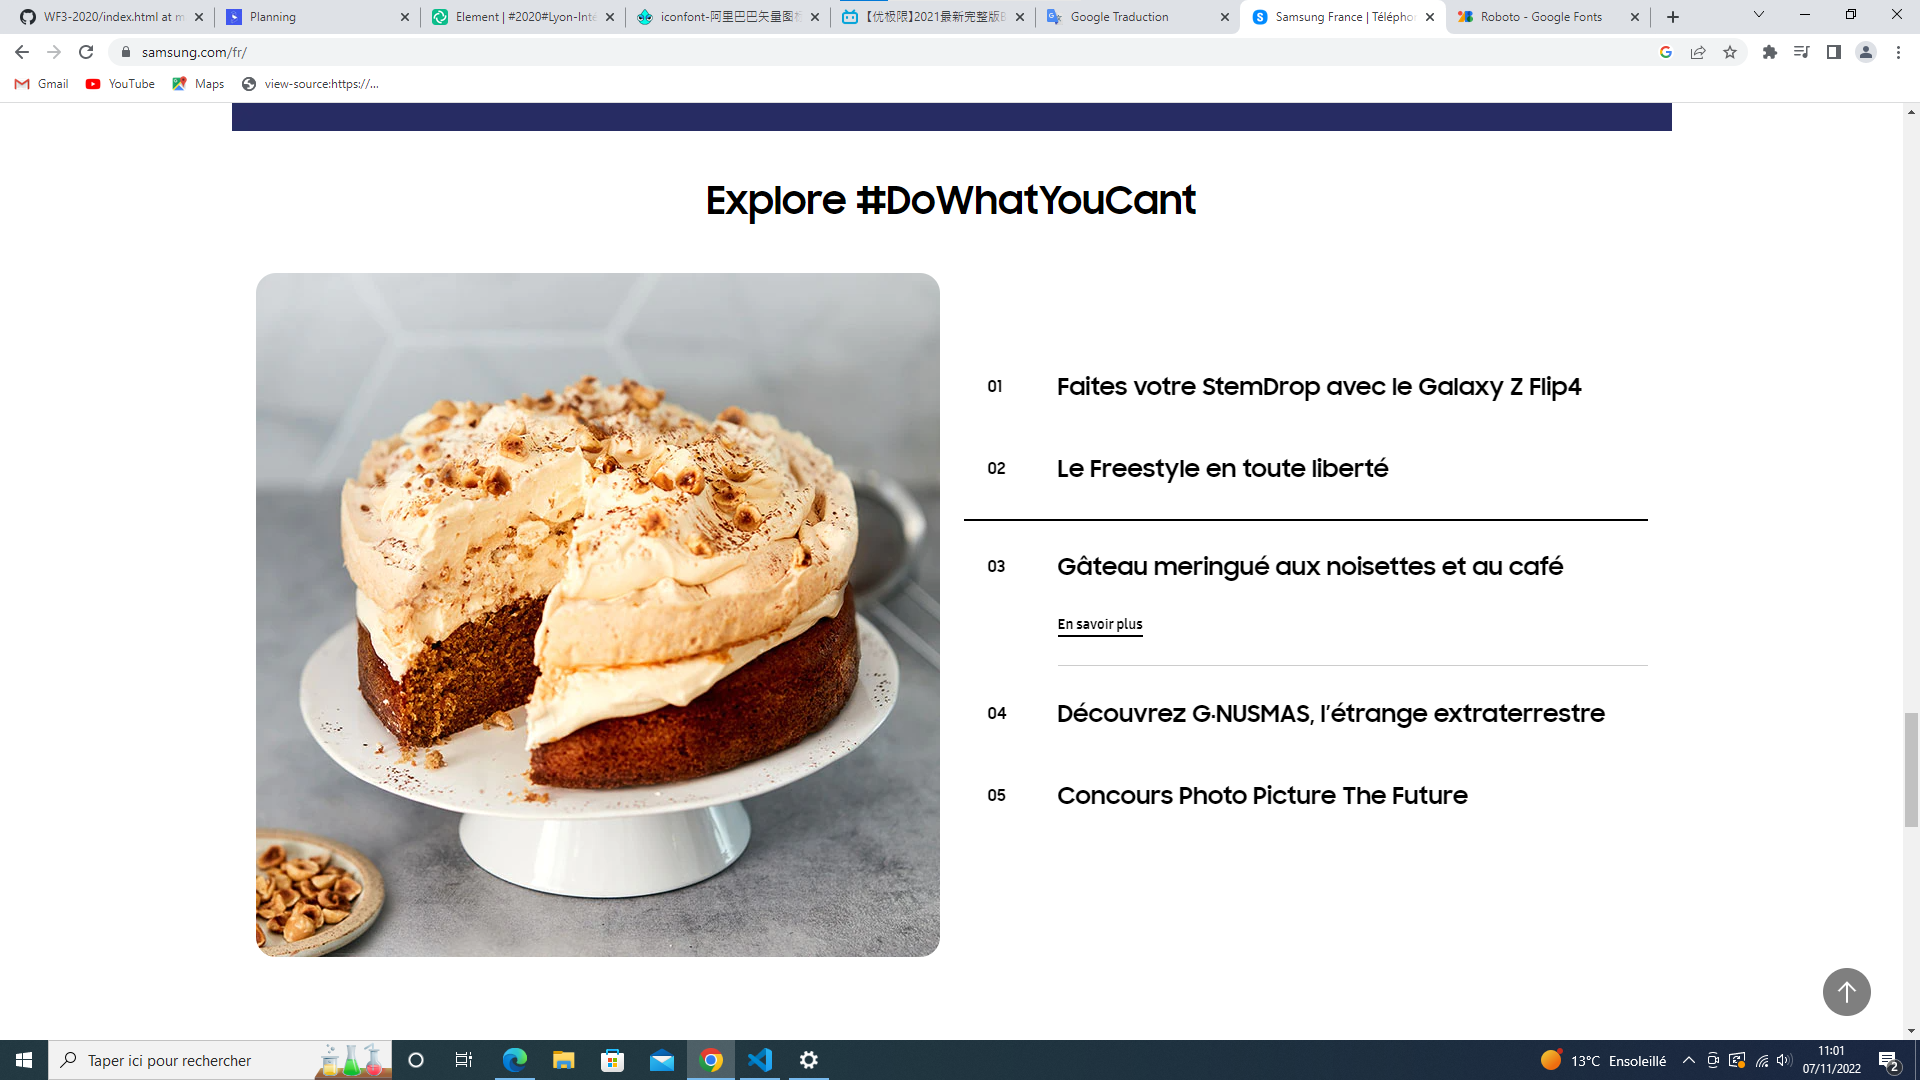 WF3-2020/index.html at m
Planning
Element | #2020#Lyon-Inte
iconfont-阿里巴巴矢量图标
【优极限】2021最新完整版B
Google Traduction
Samsung France | Télépho
Roboto - Google Fonts
samsung.com/fr/
Gmail
YouTube
Maps
view-source:https://...
Explore #DoWhatYouCant
01 Faites votre StemDrop avec le Galaxy Z Flip4
02 Le Freestyle en toute liberté
03 Gâteau meringué aux noisettes et au café
En savoir plus
04 Découvrez G·NUSMAS, l’étrange extraterrestre
05 Concours Photo Picture The Future
Taper ici pour rechercher
13°C Ensoleillé
11:01
07/11/2022
2